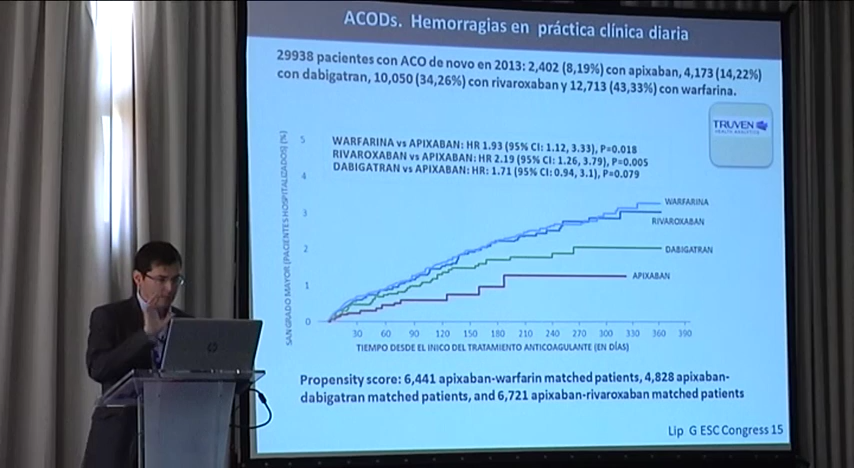 ACODs. Hemorragias en práctica clínica diaria
29938 pacientes con ACO de novo en 2013: 2,402 (8,19%) con apixaban, 4,173 (14,22%)
con dabigatran, 10,050 (34,26%) con rivaroxaban y 12,713 (43,33%) con warfarina.
TRUVEN
HEALTH ANALYTICS
WARFARINA vs APIXABAN: HR 1.93 (95% CI: 1.12, 3.33), P=0.018
RIVAROXABAN vs APIXABAN: HR 2.19 (95% CI: 1.26, 3.79), P=0.005
DABIGATRAN vs APIXABAN: HR: 1.71 (95% CI: 0.94, 3.1), P=0.079
SANGRADO MAYOR (PACIENTES HOSPITALIZADOS) (%)
5
4
3
2
1
0
WARFARINA
RIVAROXABAN
DABIGATRAN
APIXABAN
30 60 90 120 150 180 210 240 270 300 330 360 390
TIEMPO DESDE EL INICO DEL TRATAMIENTO ANTICOAGULANTE (EN DÍAS)
Propensity score: 6,441 apixaban-warfarin matched patients, 4,828 apixaban-
dabigatran matched patients, and 6,721 apixaban-rivaroxaban matched patients
Lip G ESC Congress 15
hp